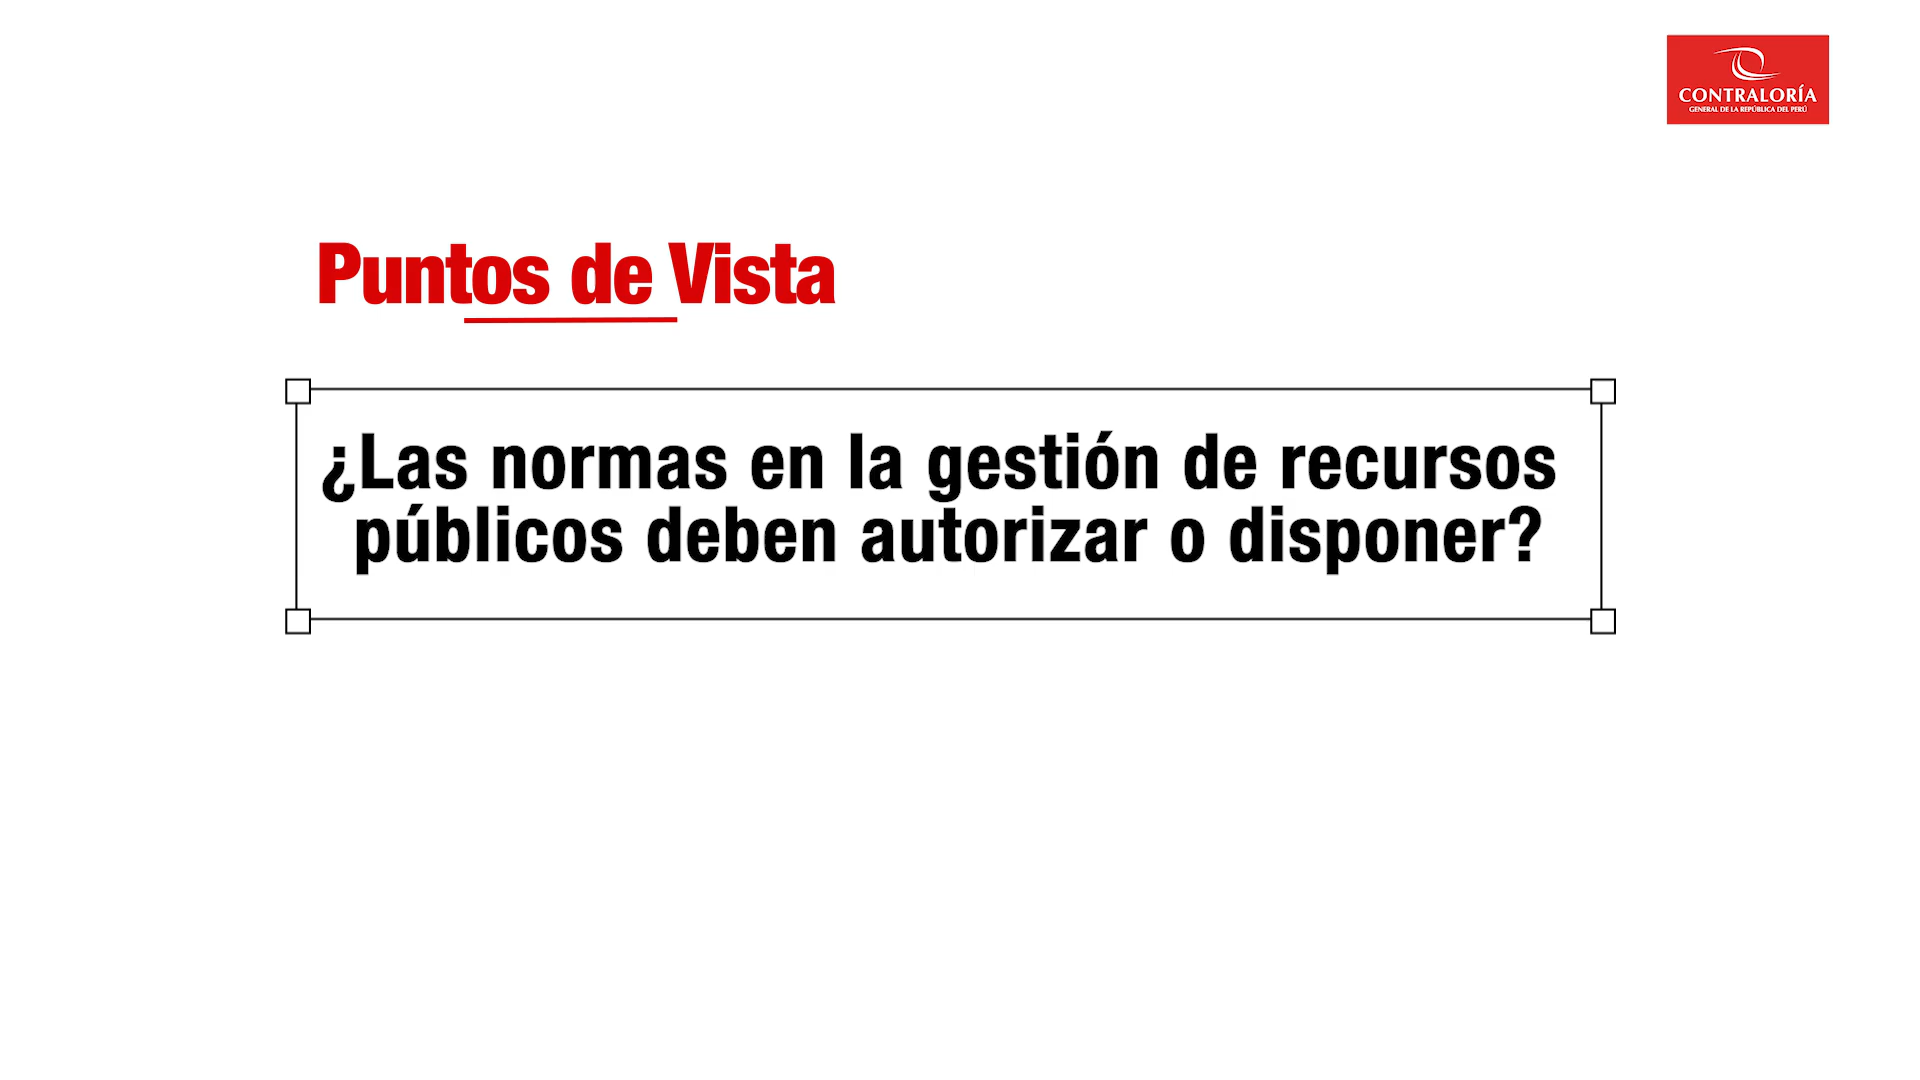 CONTRALORÍA
GENERAL DE LA REPÚBLICA DEL PERÚ
Puntos de Vista
¿Las normas en la gestión de recursos
públicos deben autorizar o disponer?